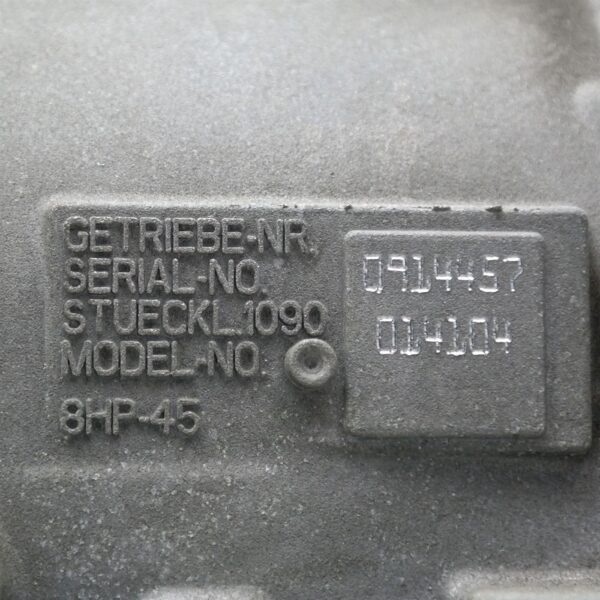 GETRIEBE-NR.
SERIAL-NO.
0914457
STUECKL.1090
014104
MODEL-NO.
8HP-45